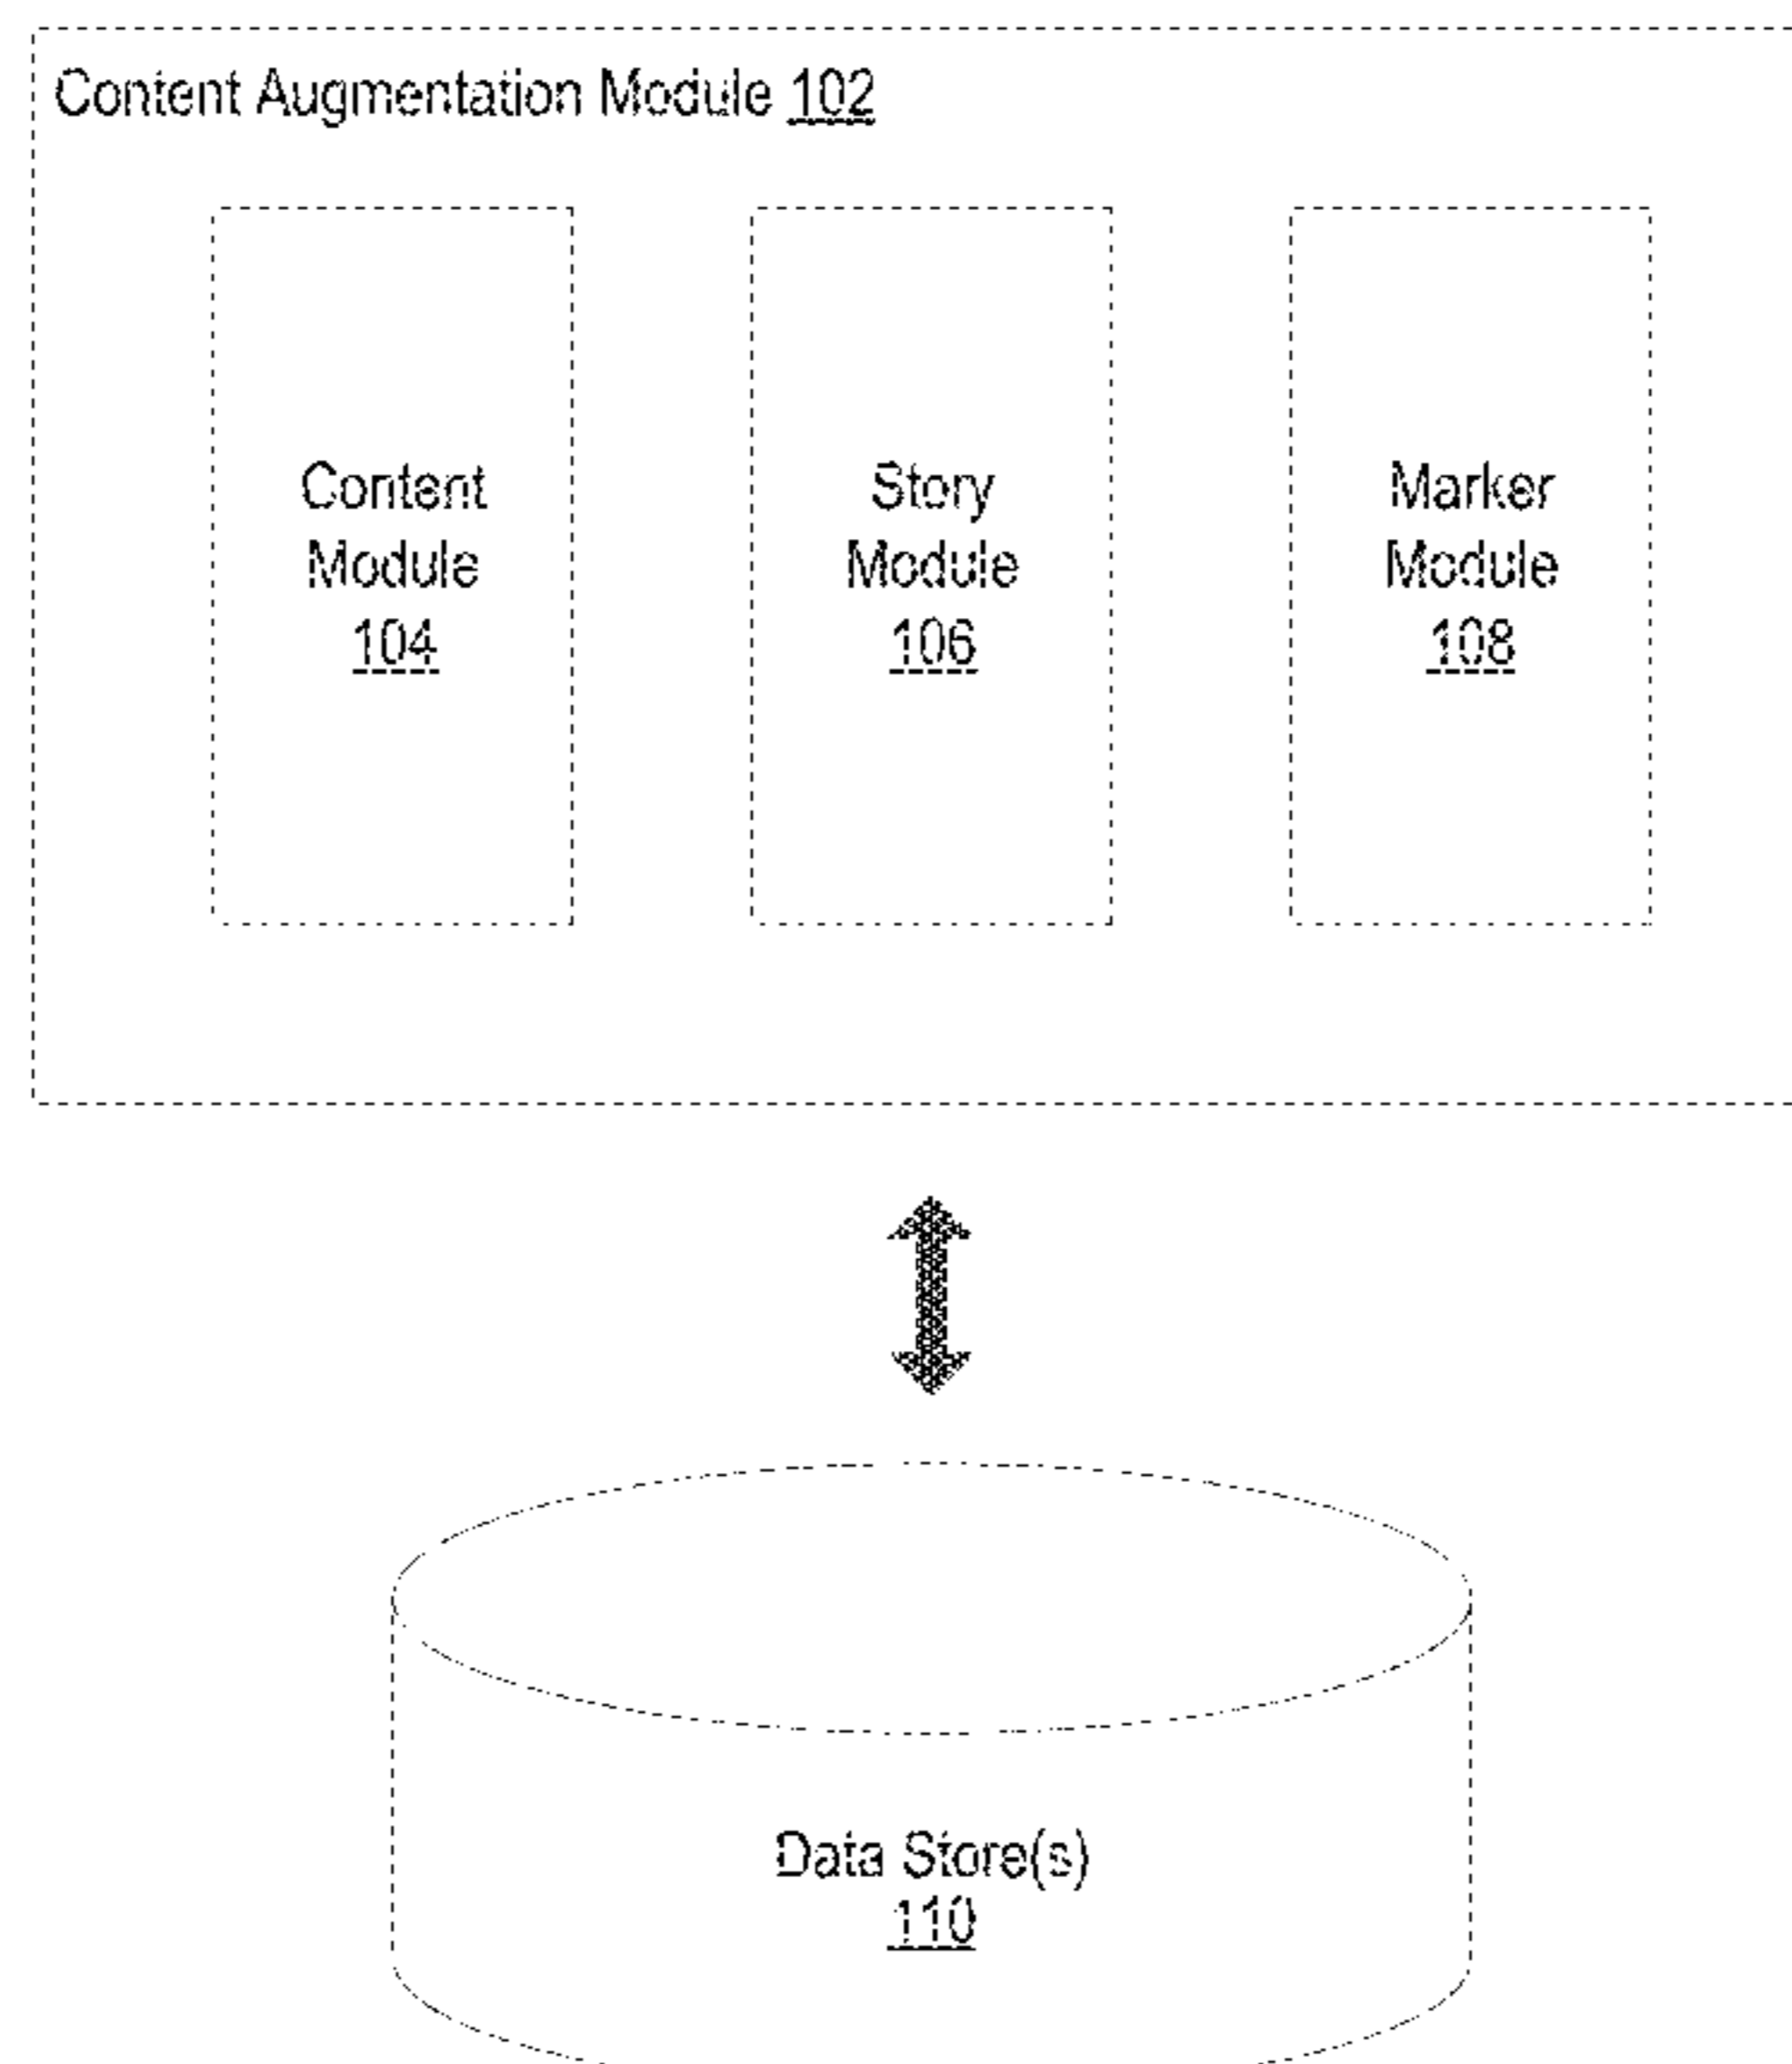 Content Augmentation Module 102
Content
Module
104
Story
Module
106
Marker
Module
108
Data Store(s)
110